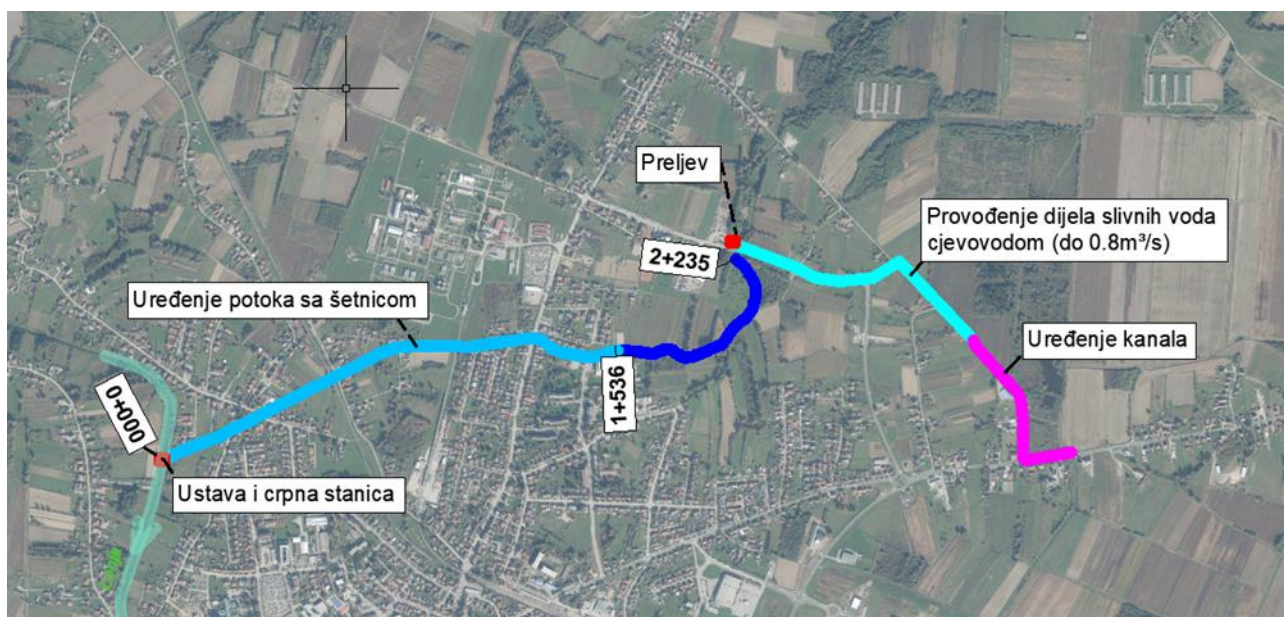 Preljev
Provođenje dijela slivnih voda
cjevovodom (do 0.8m³/s)
2+235
Uređenje potoka sa šetnicom
Uređenje kanala
1+536
0+000
Ustava i crpna stanica